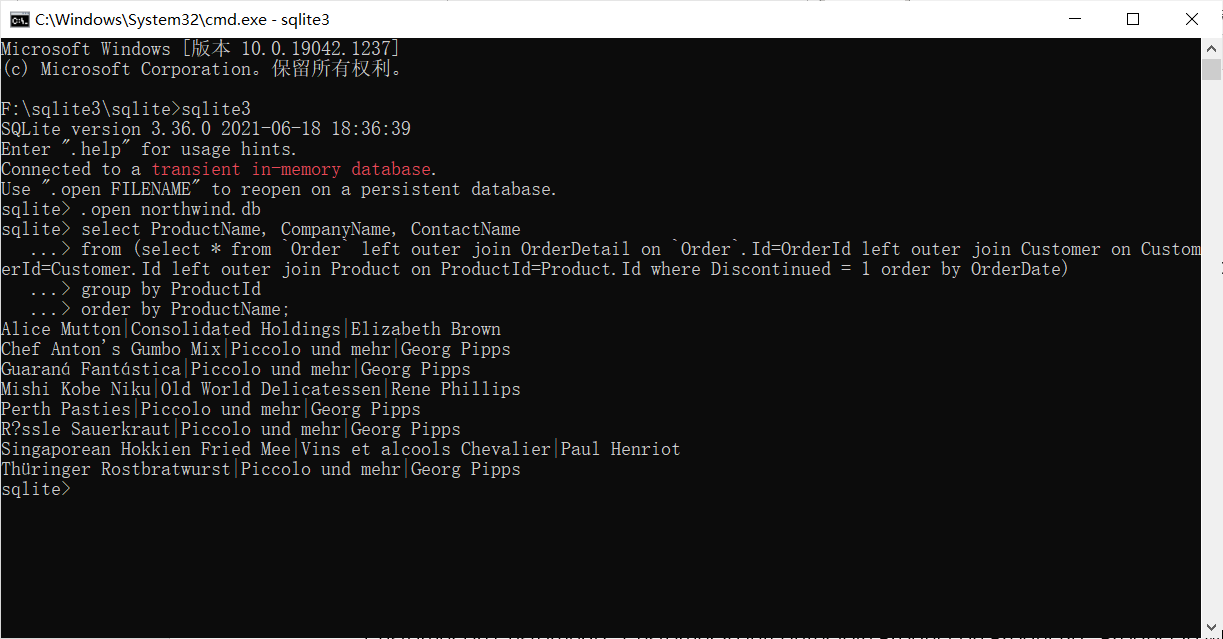 C:\Windows\System32\cmd.exe - sqlite3
Microsoft Windows [版本 10.0.19042.1237]
(c) Microsoft Corporation。保留所有权利。
F:\sqlite3\sqlite>sqlite3
SQLite version 3.36.0 2021-06-18 18:36:39
Enter ".help" for usage hints.
Connected to a transient in-memory database.
Use ".open FILENAME" to reopen on a persistent database.
sqlite> .open northwind.db
sqlite> select ProductName, CompanyName, ContactName
   ...> from (select * from `Order` left outer join OrderDetail on `Order`.Id=OrderId left outer join Customer on Custom
erId=Customer.Id left outer join Product on ProductId=Product.Id where Discontinued = 1 order by OrderDate)
   ...> group by ProductId
   ...> order by ProductName;
Alice Mutton|Consolidated Holdings|Elizabeth Brown
Chef Anton's Gumbo Mix|Piccolo und mehr|Georg Pipps
Guaraná Fantástica|Piccolo und mehr|Georg Pipps
Mishi Kobe Niku|Old World Delicatessen|Rene Phillips
Perth Pasties|Piccolo und mehr|Georg Pipps
R?ssle Sauerkraut|Piccolo und mehr|Georg Pipps
Singaporean Hokkien Fried Mee|Vins et alcools Chevalier|Paul Henriot
Thüringer Rostbratwurst|Piccolo und mehr|Georg Pipps
sqlite>